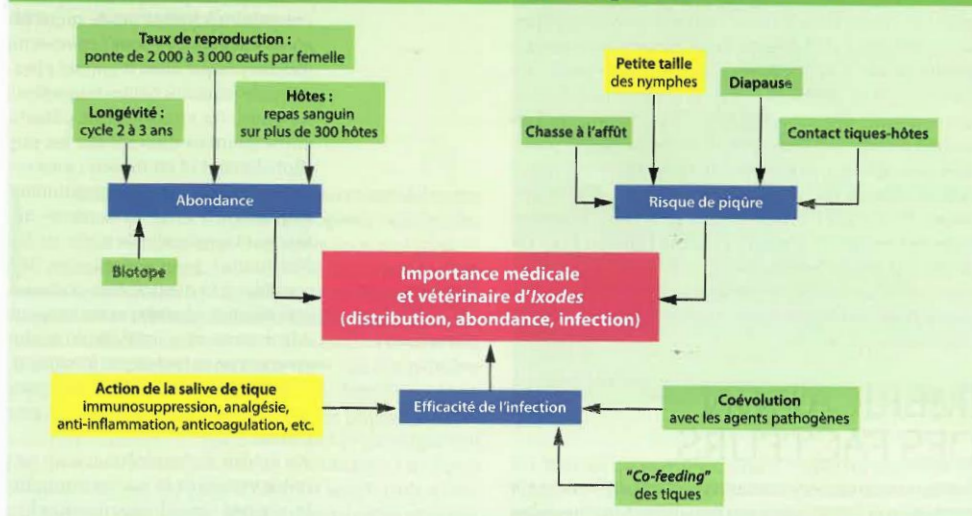 Taux de reproduction :
ponte de 2 000 à 3 000 œufs par femelle
Longévité :
cycle 2 à 3 ans
Hôtes :
repas sanguin
sur plus de 300 hôtes
Abondance
Biotope
Petite taille
des nymphes
Diapause
Chasse à l'affût
Contact tiques-hôtes
Risque de piqûre
Importance médicale
et vétérinaire d'Ixodes
(distribution, abondance, infection)
Action de la salive de tique
immunosuppression, analgésie,
anti-inflammation, anticoagulation, etc.
Efficacité de l'infection
Coévolution
avec les agents pathogènes
"Co-feeding"
des tiques